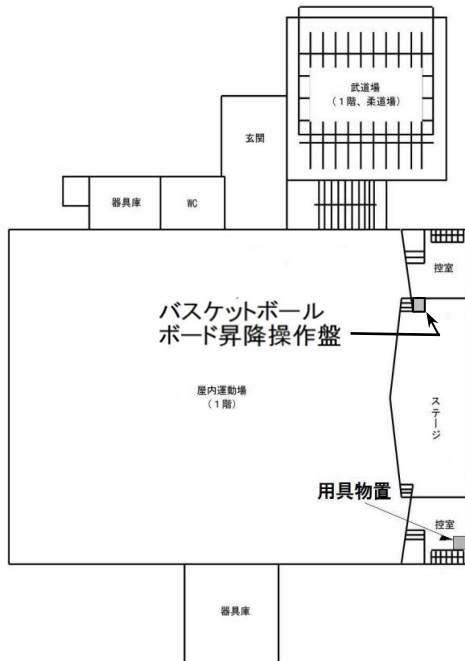 武道場
（１階、柔道場）
玄関
器具庫
WC
控室
バスケットボール
ボード昇降操作盤
屋内運動場
（１階）
ステージ
用具物置
控室
器具庫